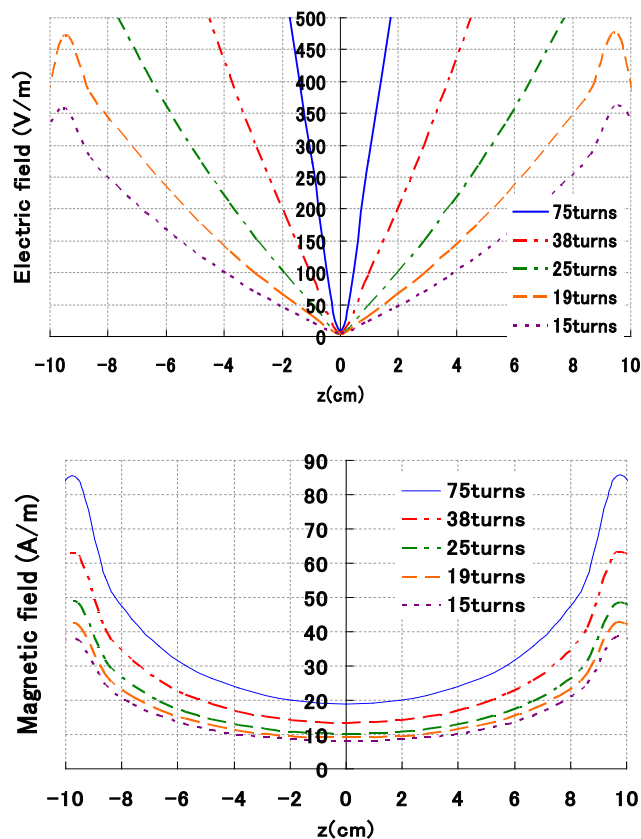 Electric field (V/m)
500
450
400
350
300
250
200
150
100
50
0
75turns
38turns
25turns
19turns
15turns
-10 -8 -6 -4 -2 0 2 4 6 8 10
z(cm)
Magnetic field (A/m)
90
80
70
60
50
40
30
20
10
0
75turns
38turns
25turns
19turns
15turns
-10 -8 -6 -4 -2 0 2 4 6 8 10
z(cm)